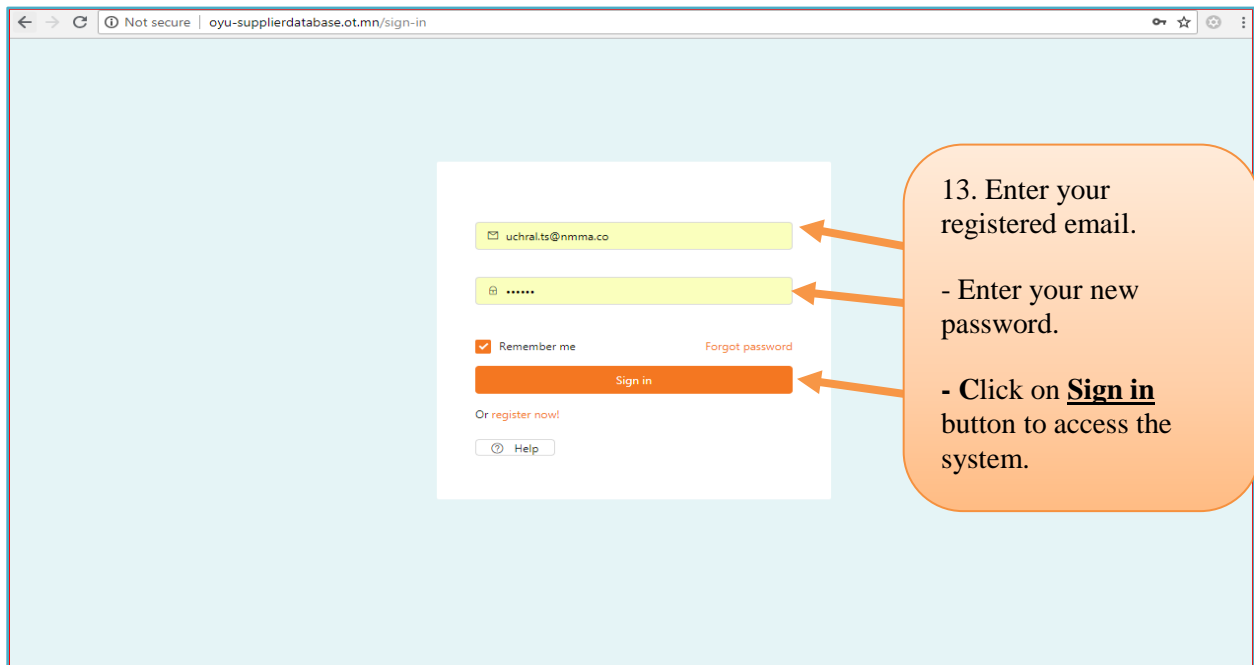 Not secure | oyu-supplierdatabase.ot.mn/sign-in
uchral.ts@nmma.co
••••••
Remember me
Forgot password
Sign in
Or register now!
Help
13. Enter your
registered email.
- Enter your new
password.
- Click on Sign in
button to access the
system.